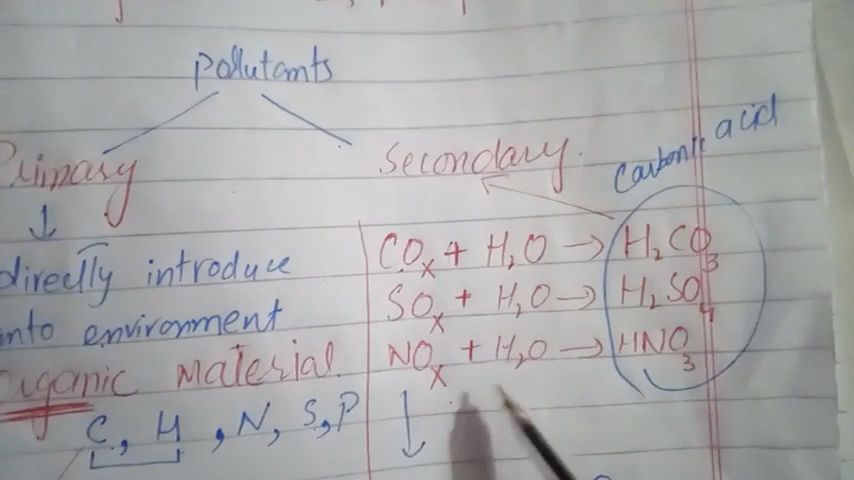 Pollutants
Primary
Secondary.
Carbonic acid
directly introduce
into environment
Organic material
C, H, N, S, P
COx + H2O → H2CO3
SOx + H2O → H2SO4
NOx + H2O → HNO3